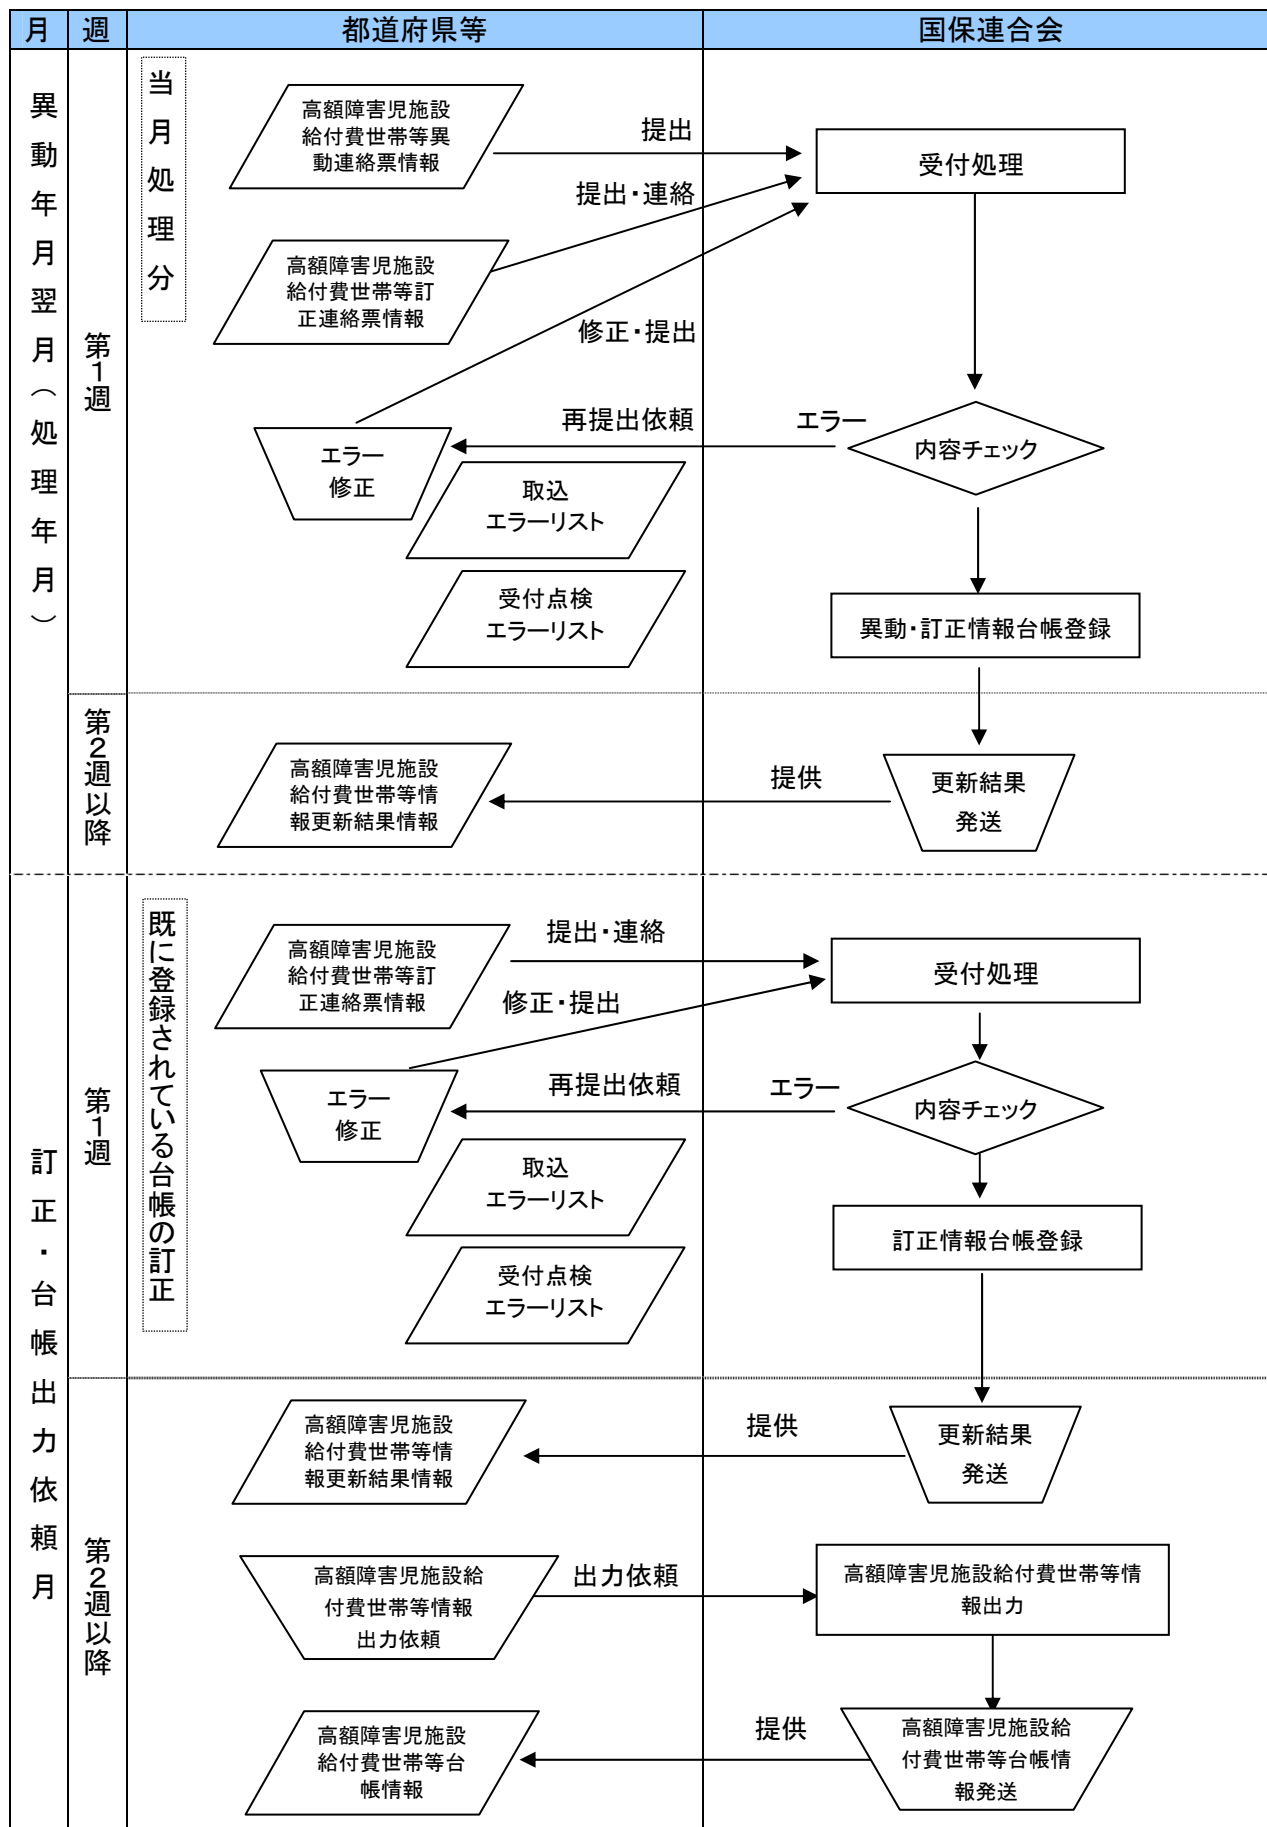 月 週 都道府県等 国保連合会
異動年月翌月（処理年月）
第１週
当月処理分
高額障害児施設
給付費世帯等異
動連絡票情報
提出
受付処理
提出・連絡
高額障害児施設
給付費世帯等訂
正連絡票情報
修正・提出
再提出依頼
エラー
内容チェック
エラー
修正
取込
エラーリスト
受付点検
エラーリスト
異動・訂正情報台帳登録
第２週以降
高額障害児施設
給付費世帯等情
報更新結果情報
提供
更新結果
発送
訂正・台帳出力依頼月
第１週
既に登録されている台帳の訂正
高額障害児施設
給付費世帯等訂
正連絡票情報
提出・連絡
受付処理
修正・提出
エラー
修正
再提出依頼
エラー
内容チェック
取込
エラーリスト
受付点検
エラーリスト
訂正情報台帳登録
第２週以降
高額障害児施設
給付費世帯等情
報更新結果情報
提供
更新結果
発送
高額障害児施設給
付費世帯等情報
出力依頼
出力依頼
高額障害児施設給付費世帯等情
報出力
高額障害児施設
給付費世帯等台
帳情報
提供
高額障害児施設給
付費世帯等台帳情
報発送